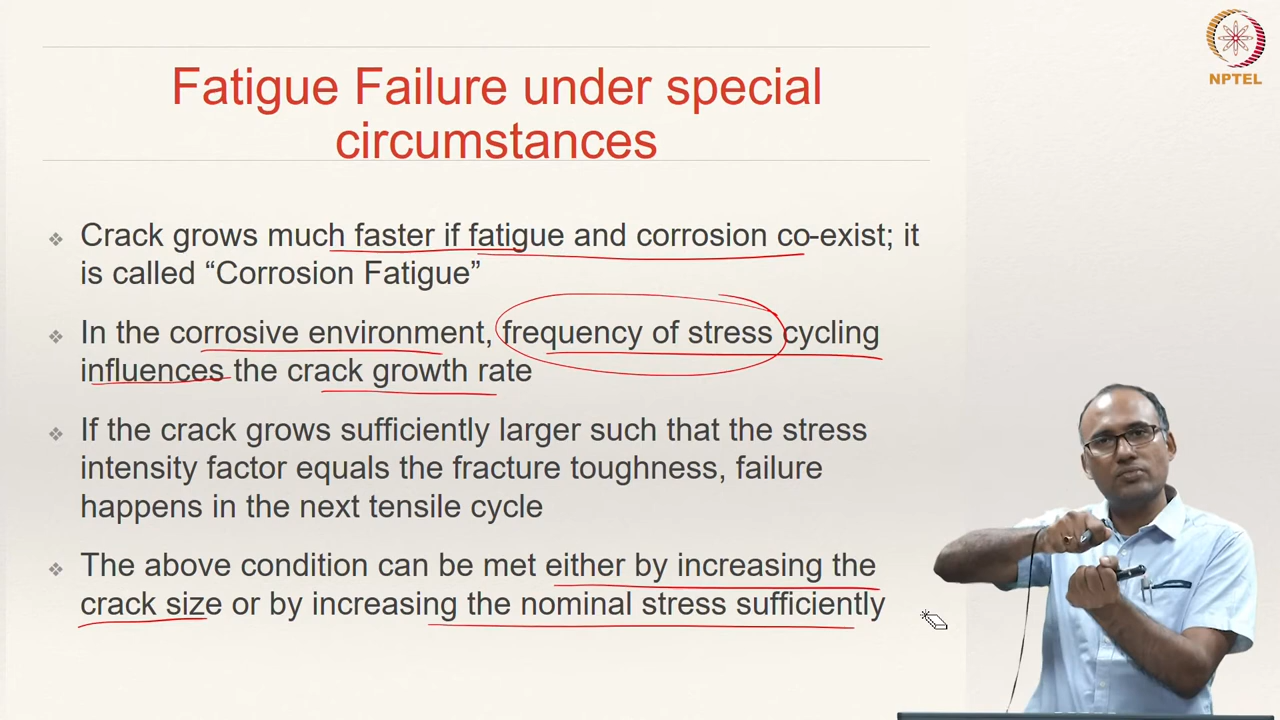 NPTEL
Fatigue Failure under special
circumstances
Crack grows much faster if fatigue and corrosion co-exist; it
is called “Corrosion Fatigue”
In the corrosive environment, frequency of stress cycling
influences the crack growth rate
If the crack grows sufficiently larger such that the stress
intensity factor equals the fracture toughness, failure
happens in the next tensile cycle
The above condition can be met either by increasing the
crack size or by increasing the nominal stress sufficiently